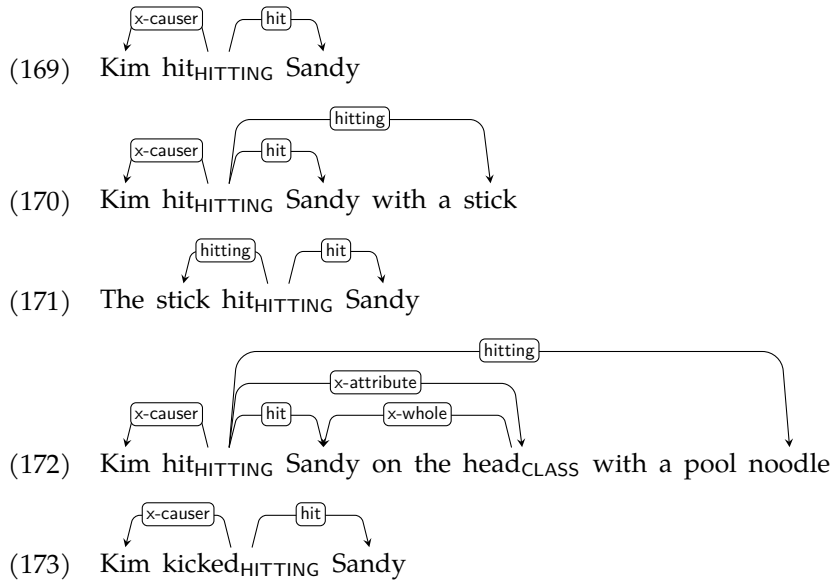 x-causer hit
(169) Kim hitHITTING Sandy
hitting
x-causer hit
(170) Kim hitHITTING Sandy with a stick
hitting hit
(171) The stick hitHITTING Sandy
hitting
x-attribute
x-causer hit x-whole
(172) Kim hitHITTING Sandy on the headCLASS with a pool noodle
x-causer hit
(173) Kim kickedHITTING Sandy